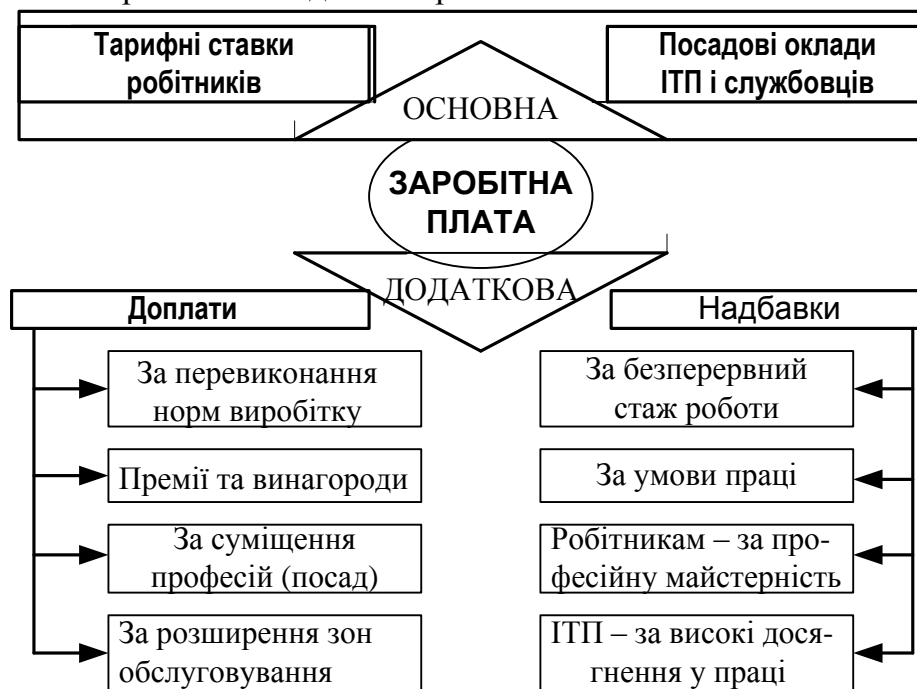 Тарифні ставки
робітників
Посадові оклади
ІТП і службовців
ОСНОВНА
ЗАРОБІТНА
ПЛАТА
ДОДАТКОВА
Доплати
Надбавки
За перевиконання
норм виробітку
Премії та винагороди
За суміщення
професій (посад)
За розширення зон
обслуговування
За безперервний
стаж роботи
За умови праці
Робітникам – за про-
фесійну майстерність
ІТП – за високі дося-
гнення у праці